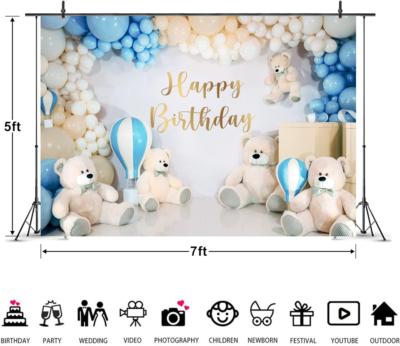 Happy
Birthday
5ft
7ft
BIRTHDAY PARTY WEDDING VIDEO PHOTOGRAPHY CHILDREN NEWBORN FESTIVAL YOUTUBE OUTDOOR